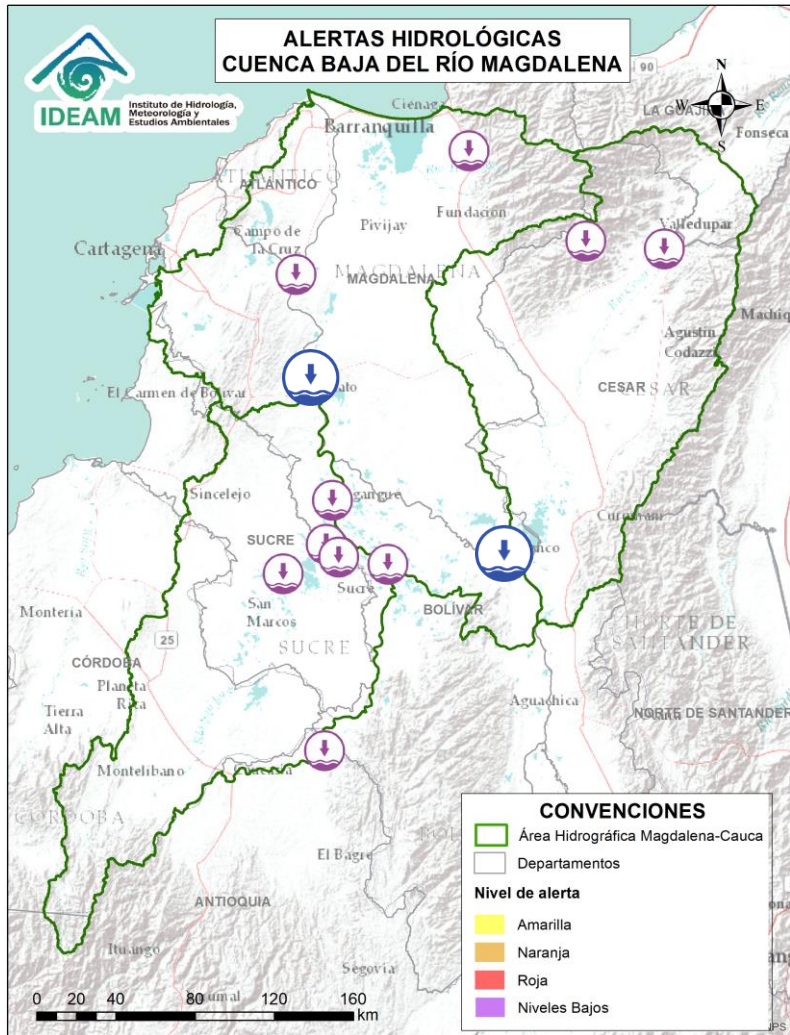 ALERTAS HIDROLÓGICAS
CUENCA BAJA DEL RÍO MAGDALENA
IDEAM
Instituto de Hidrología,
Meteorología y
Estudios Ambientales
N
W
E
S
90
LA GUAJIRA
Fonseca
Ciénaga
Barranquilla
ATLÁNTICO
ATLÁNTICO
Fundación
Pivijay
Valledupar
Campo de
la Cruz
Cartagena
MAGDALENA
MAGDALENA
Agustín
Codazzi
CESAR
CESAR
El Carmen de Bolívar
Sincelejo
Curumaní
SUCRE
Sucre
San
Marcos
BOLÍVAR
SUCRE
Montería
25
NORTE DE
SANTANDER
CÓRDOBA
Planeta
Rica
Tierra
Alta
Aguachica
NORTE DE SANTANDER
Montelibano
CÓRDOBA
El Bagre
ANTIOQUIA
Ituango
Segovia
CONVENCIONES
Área Hidrográfica Magdalena-Cauca
Departamentos
Nivel de alerta
Amarilla
Naranja
Roja
Niveles Bajos
0 20 40 80 120 160
km